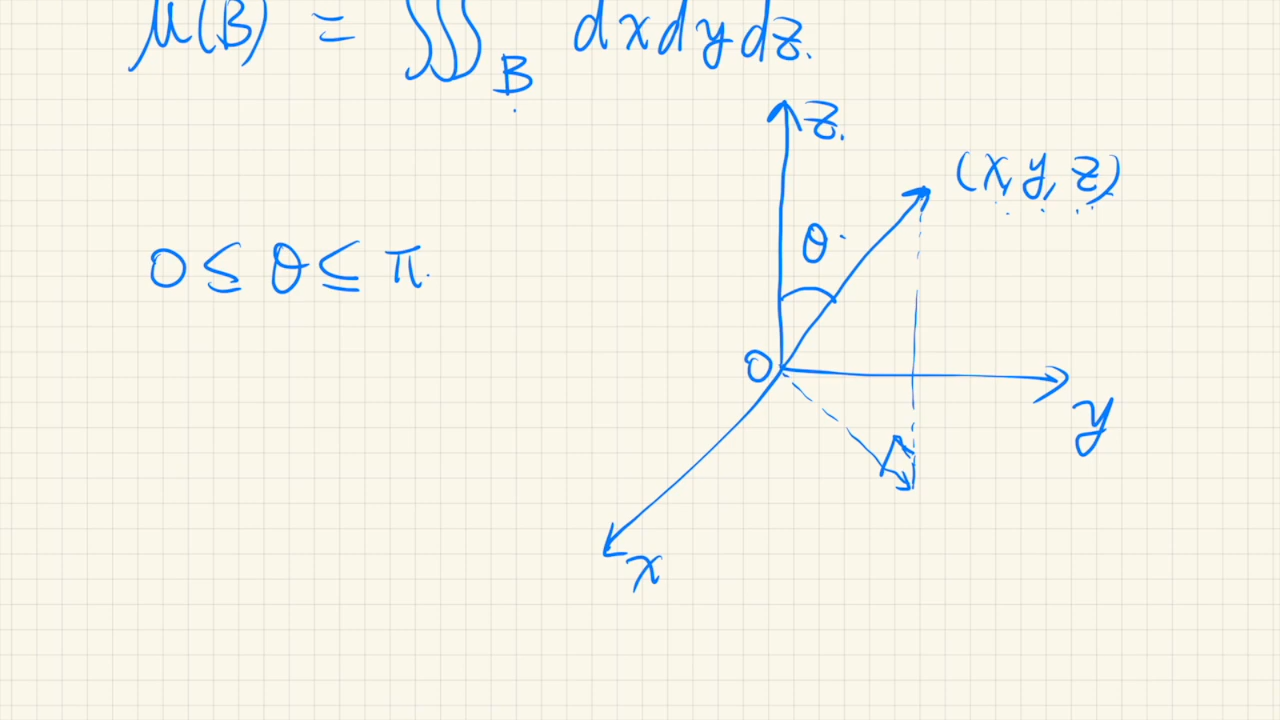 μ(B) = ∭_B dxdydz.
z.
(x, y, z)
θ
0 ≤ θ ≤ π.
O
y
x